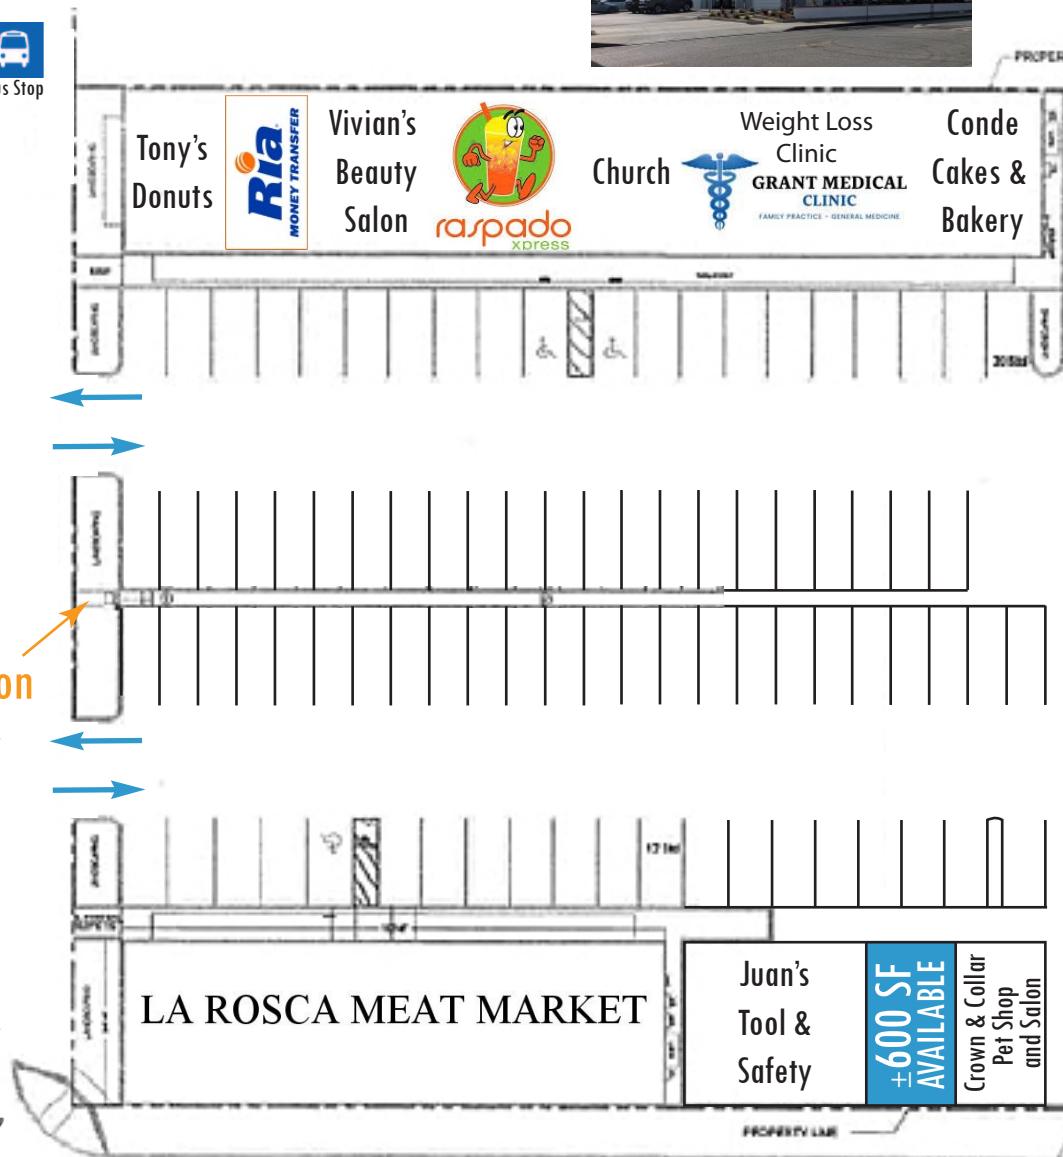 Stop
PROPER
Tony's
Donuts
Ria
MONEY TRANSFER
Vivian's
Beauty
Salon
raspado
xpress
Church
Weight Loss
Clinic
GRANT MEDICAL
CLINIC
FAMILY PRACTICE - GENERAL MEDICINE
Conde
Cakes &
Bakery
on
LA ROSCA MEAT MARKET
Juan's
Tool &
Safety
±600 SF
AVAILABLE
Crown & Collar
Pet Shop
and Salon
PROPERTY LINE